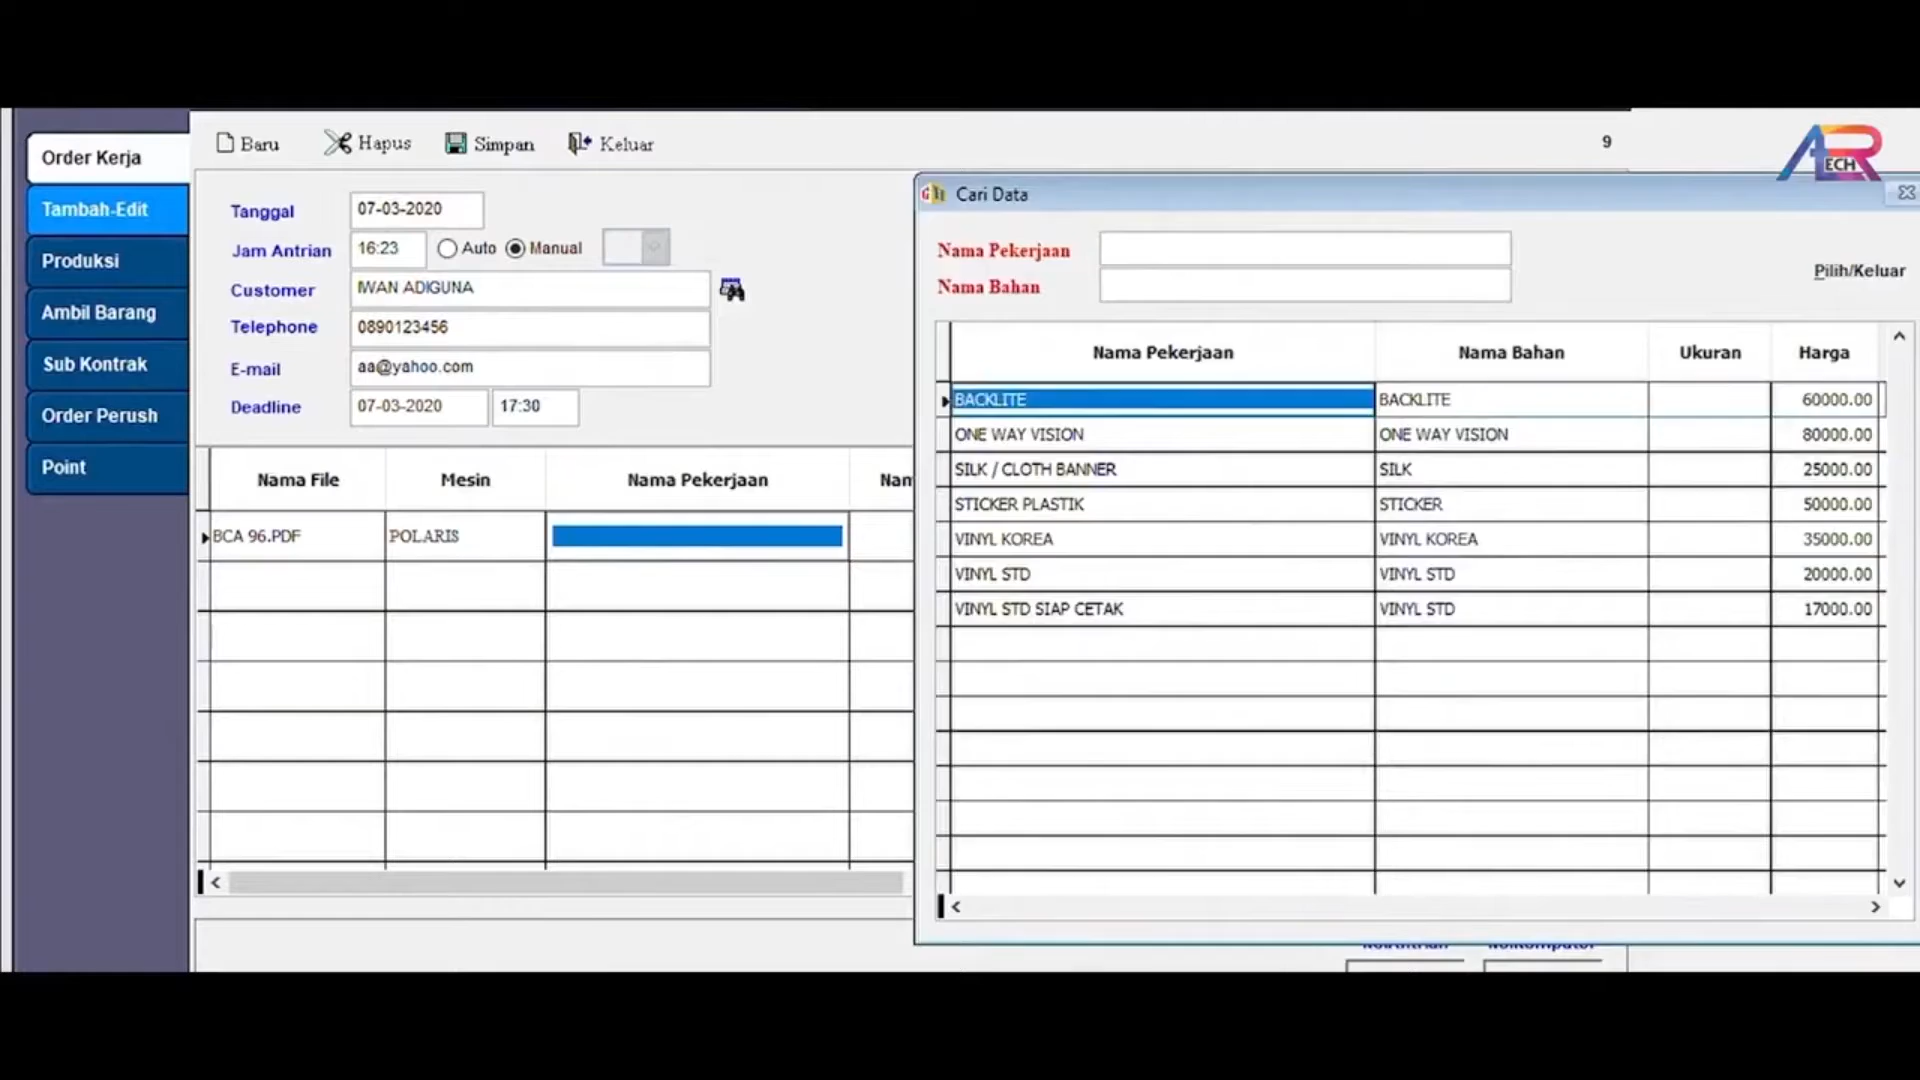 Order Kerja
Tambah-Edit
Produksi
Ambil Barang
Sub Kontrak
Order Perush
Point
Baru Hapus Simpan Keluar 9
AR ECH
Tanggal 07-03-2020
Jam Antrian 16:23 Auto Manual
Customer IWAN ADIGUNA
Telephone 0890123456
E-mail aa@yahoo.com
Deadline 07-03-2020 17:30
Nama File Mesin Nama Pekerjaan
BCA 96.PDF POLARIS
Cari Data
Nama Pekerjaan
Nama Bahan
Pilih/Keluar
Nama Pekerjaan Nama Bahan Ukuran Harga
BACKLITE BACKLITE 60000.00
ONE WAY VISION ONE WAY VISION 80000.00
SILK / CLOTH BANNER SILK 25000.00
STICKER PLASTIK STICKER 50000.00
VINYL KOREA VINYL KOREA 35000.00
VINYL STD VINYL STD 20000.00
VINYL STD SIAP CETAK VINYL STD 17000.00